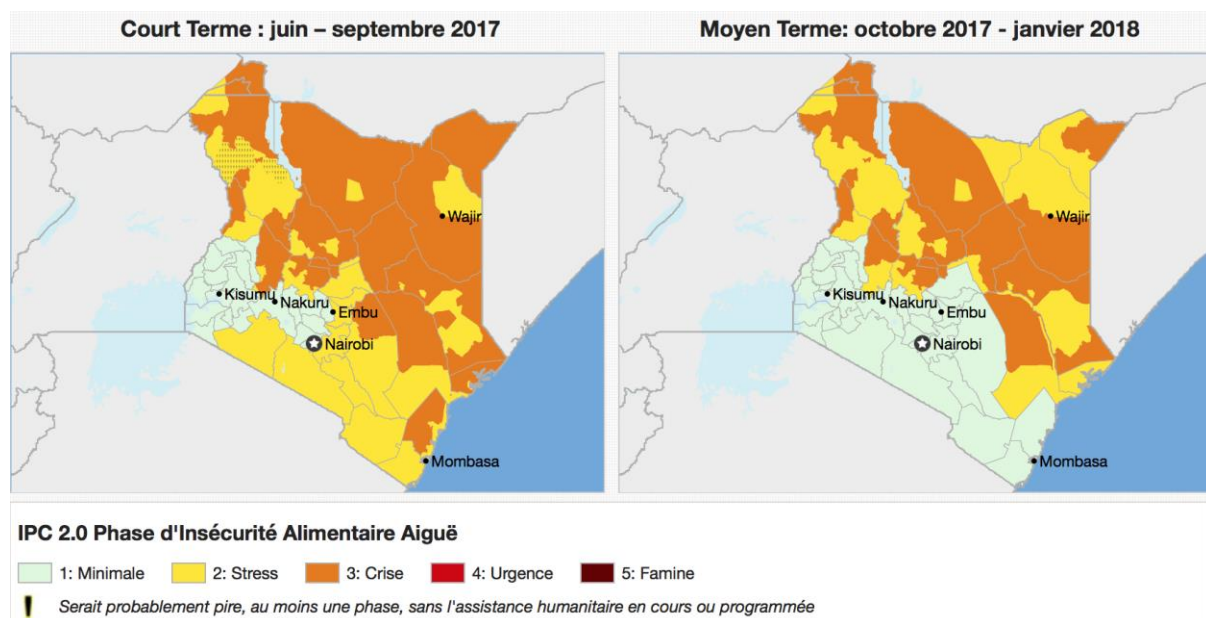 Court Terme : juin – septembre 2017
Moyen Terme: octobre 2017 - janvier 2018
Wajir
Kisumu
Nakuru
Embu
Nairobi
Mombasa
Wajir
Kisumu
Nakuru
Embu
Nairobi
Mombasa
IPC 2.0 Phase d'Insécurité Alimentaire Aiguë
1: Minimale
2: Stress
3: Crise
4: Urgence
5: Famine
! Serait probablement pire, au moins une phase, sans l'assistance humanitaire en cours ou programmée